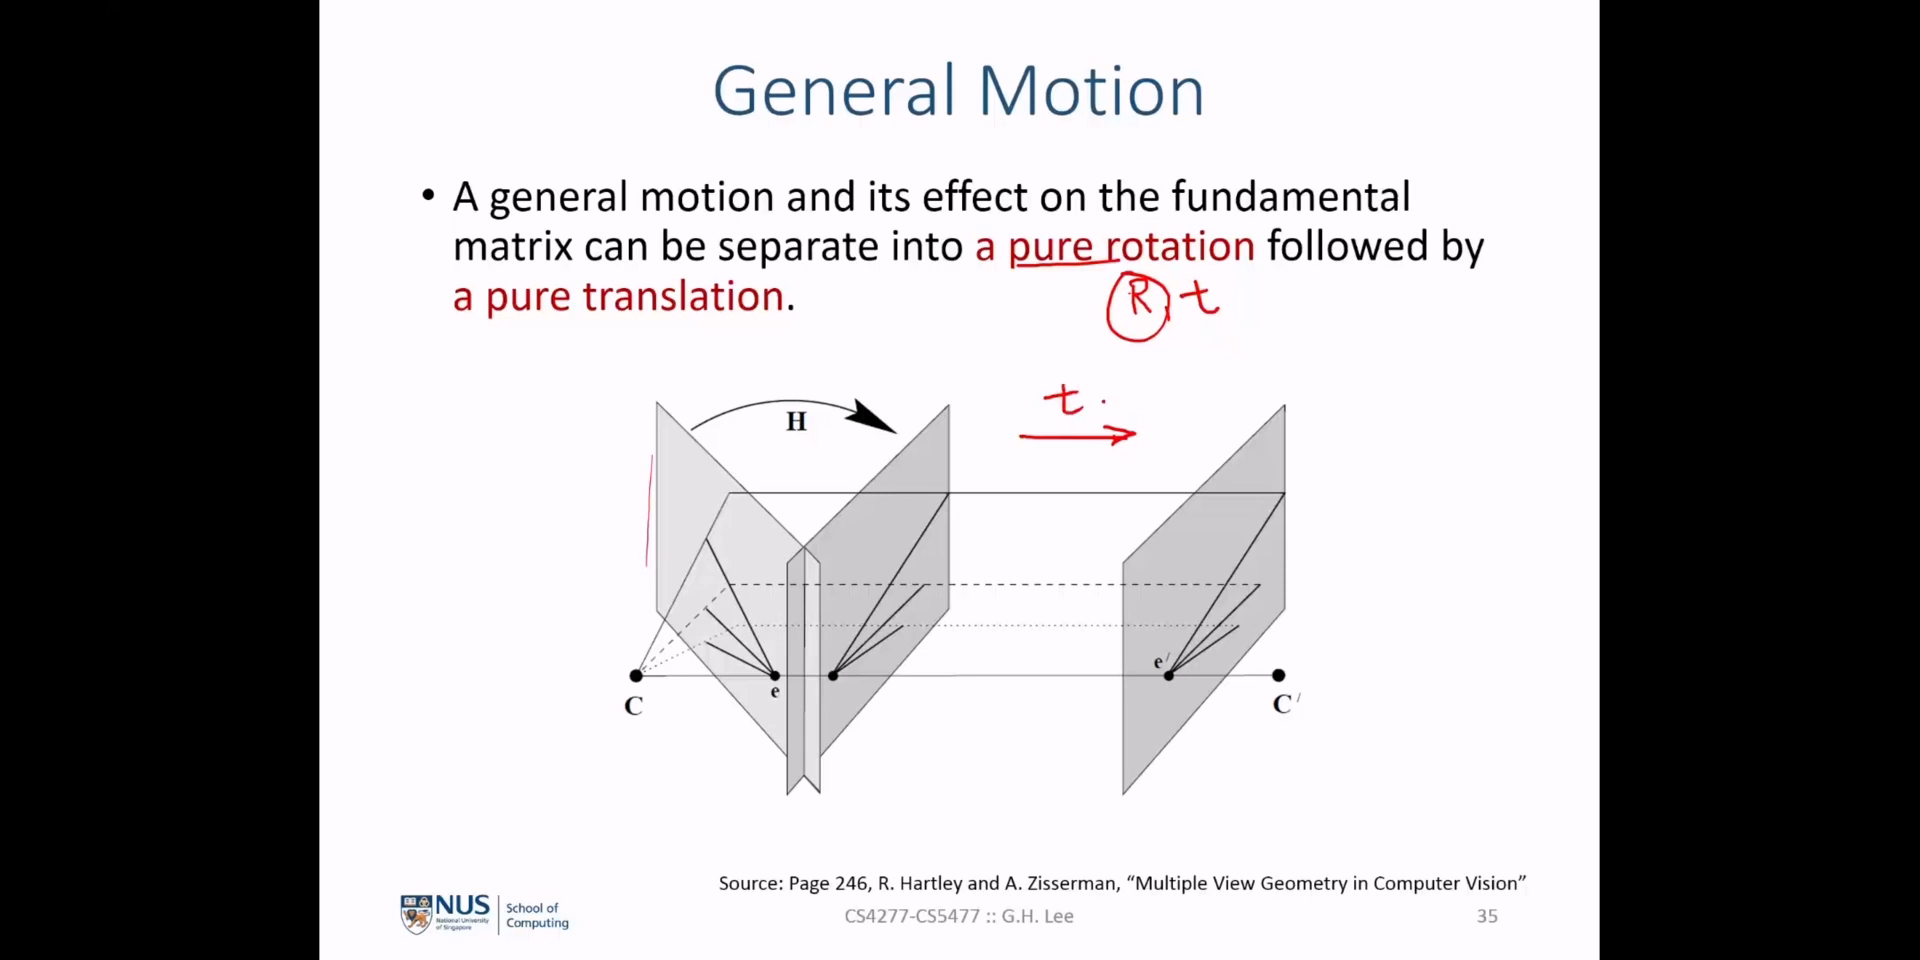 General Motion
• A general motion and its effect on the fundamental
matrix can be separate into a pure rotation followed by
a pure translation.
R, t
t
H
e
e′
C
C′
Source: Page 246, R. Hartley and A. Zisserman, “Multiple View Geometry in Computer Vision”
NUS
National University
of Singapore
School of
Computing
CS4277-CS5477 :: G.H. Lee
35